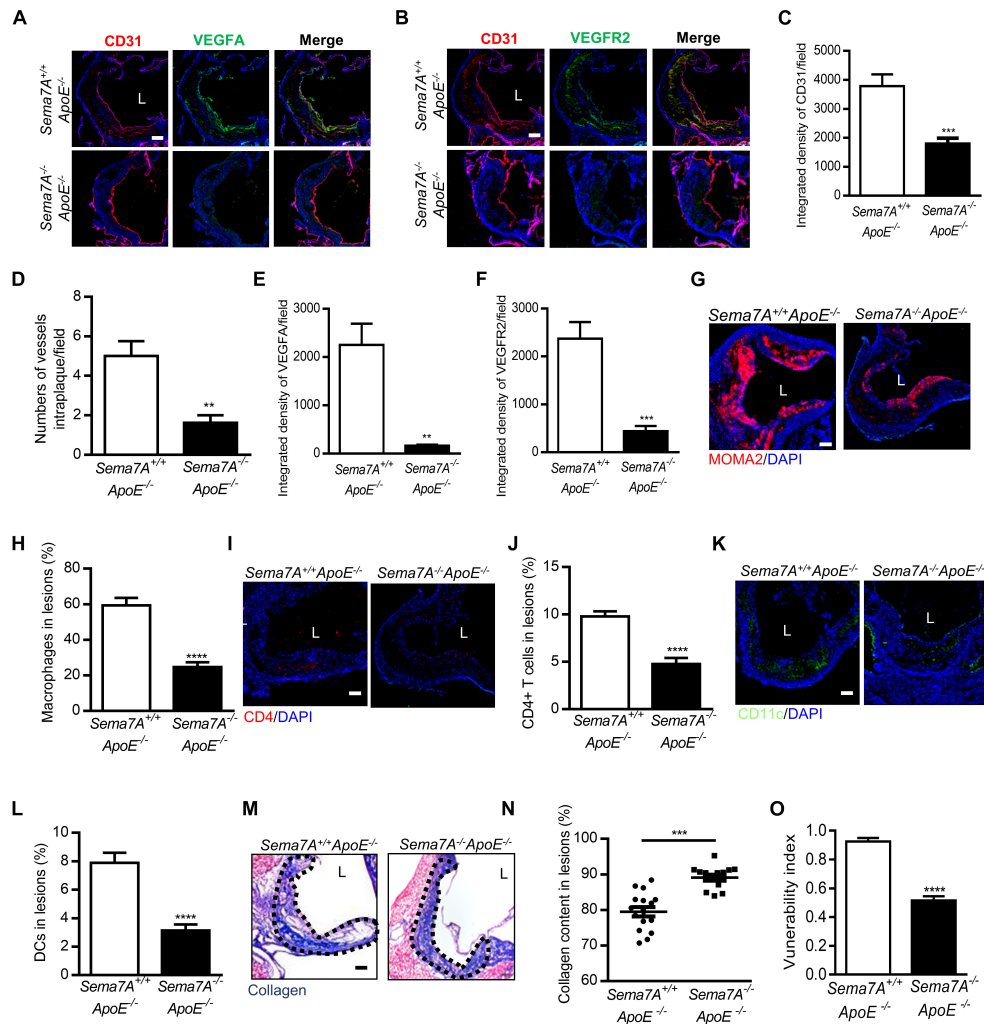 A
CD31 VEGFA Merge
Sema7A+/+
ApoE-/-
L
Sema7A-/-
ApoE-/-
B
CD31 VEGFR2 Merge
Sema7A+/+
ApoE-/-
L
Sema7A-/-
ApoE-/-
C
Integrated density of CD31/field
5000
4000
3000
2000
1000
0
***
Sema7A+/+ Sema7A-/-
ApoE-/- ApoE-/-
D
Numbers of vessels
intraplaque/field
8
6
4
2
0
**
Sema7A+/+ Sema7A-/-
ApoE-/- ApoE-/-
E
Integrated density of VEGFA/field
3000
2000
1000
0
**
Sema7A+/+ Sema7A-/-
ApoE-/- ApoE-/-
F
Integrated density of VEGFR2/field
3000
2000
1000
0
***
Sema7A+/+ Sema7A-/-
ApoE-/- ApoE-/-
G
Sema7A+/+ApoE-/- Sema7A-/-ApoE-/-
L L
MOMA2/DAPI
H
Macrophages in lesions (%)
80
60
40
20
0
****
Sema7A+/+ Sema7A-/-
ApoE-/- ApoE-/-
I
Sema7A+/+ApoE-/- Sema7A-/-ApoE-/-
L L
CD4/DAPI
J
CD4+ T cells in lesions (%)
15
10
5
0
****
Sema7A+/+ Sema7A-/-
ApoE-/- ApoE-/-
K
Sema7A+/+ApoE-/- Sema7A-/-ApoE-/-
L L
CD11c/DAPI
L
DCs in lesions (%)
10
8
6
4
2
0
****
Sema7A+/+ Sema7A-/-
ApoE-/- ApoE-/-
M
Sema7A+/+ApoE-/- Sema7A-/-ApoE-/-
L L
Collagen
N
Collagen content in lesions (%)
100
90
80
70
60
***
Sema7A+/+ Sema7A-/-
ApoE -/- ApoE -/-
O
Vunerability index
1.0
0.8
0.6
0.4
0.2
0.0
****
Sema7A+/+ Sema7A-/-
ApoE -/- ApoE -/-